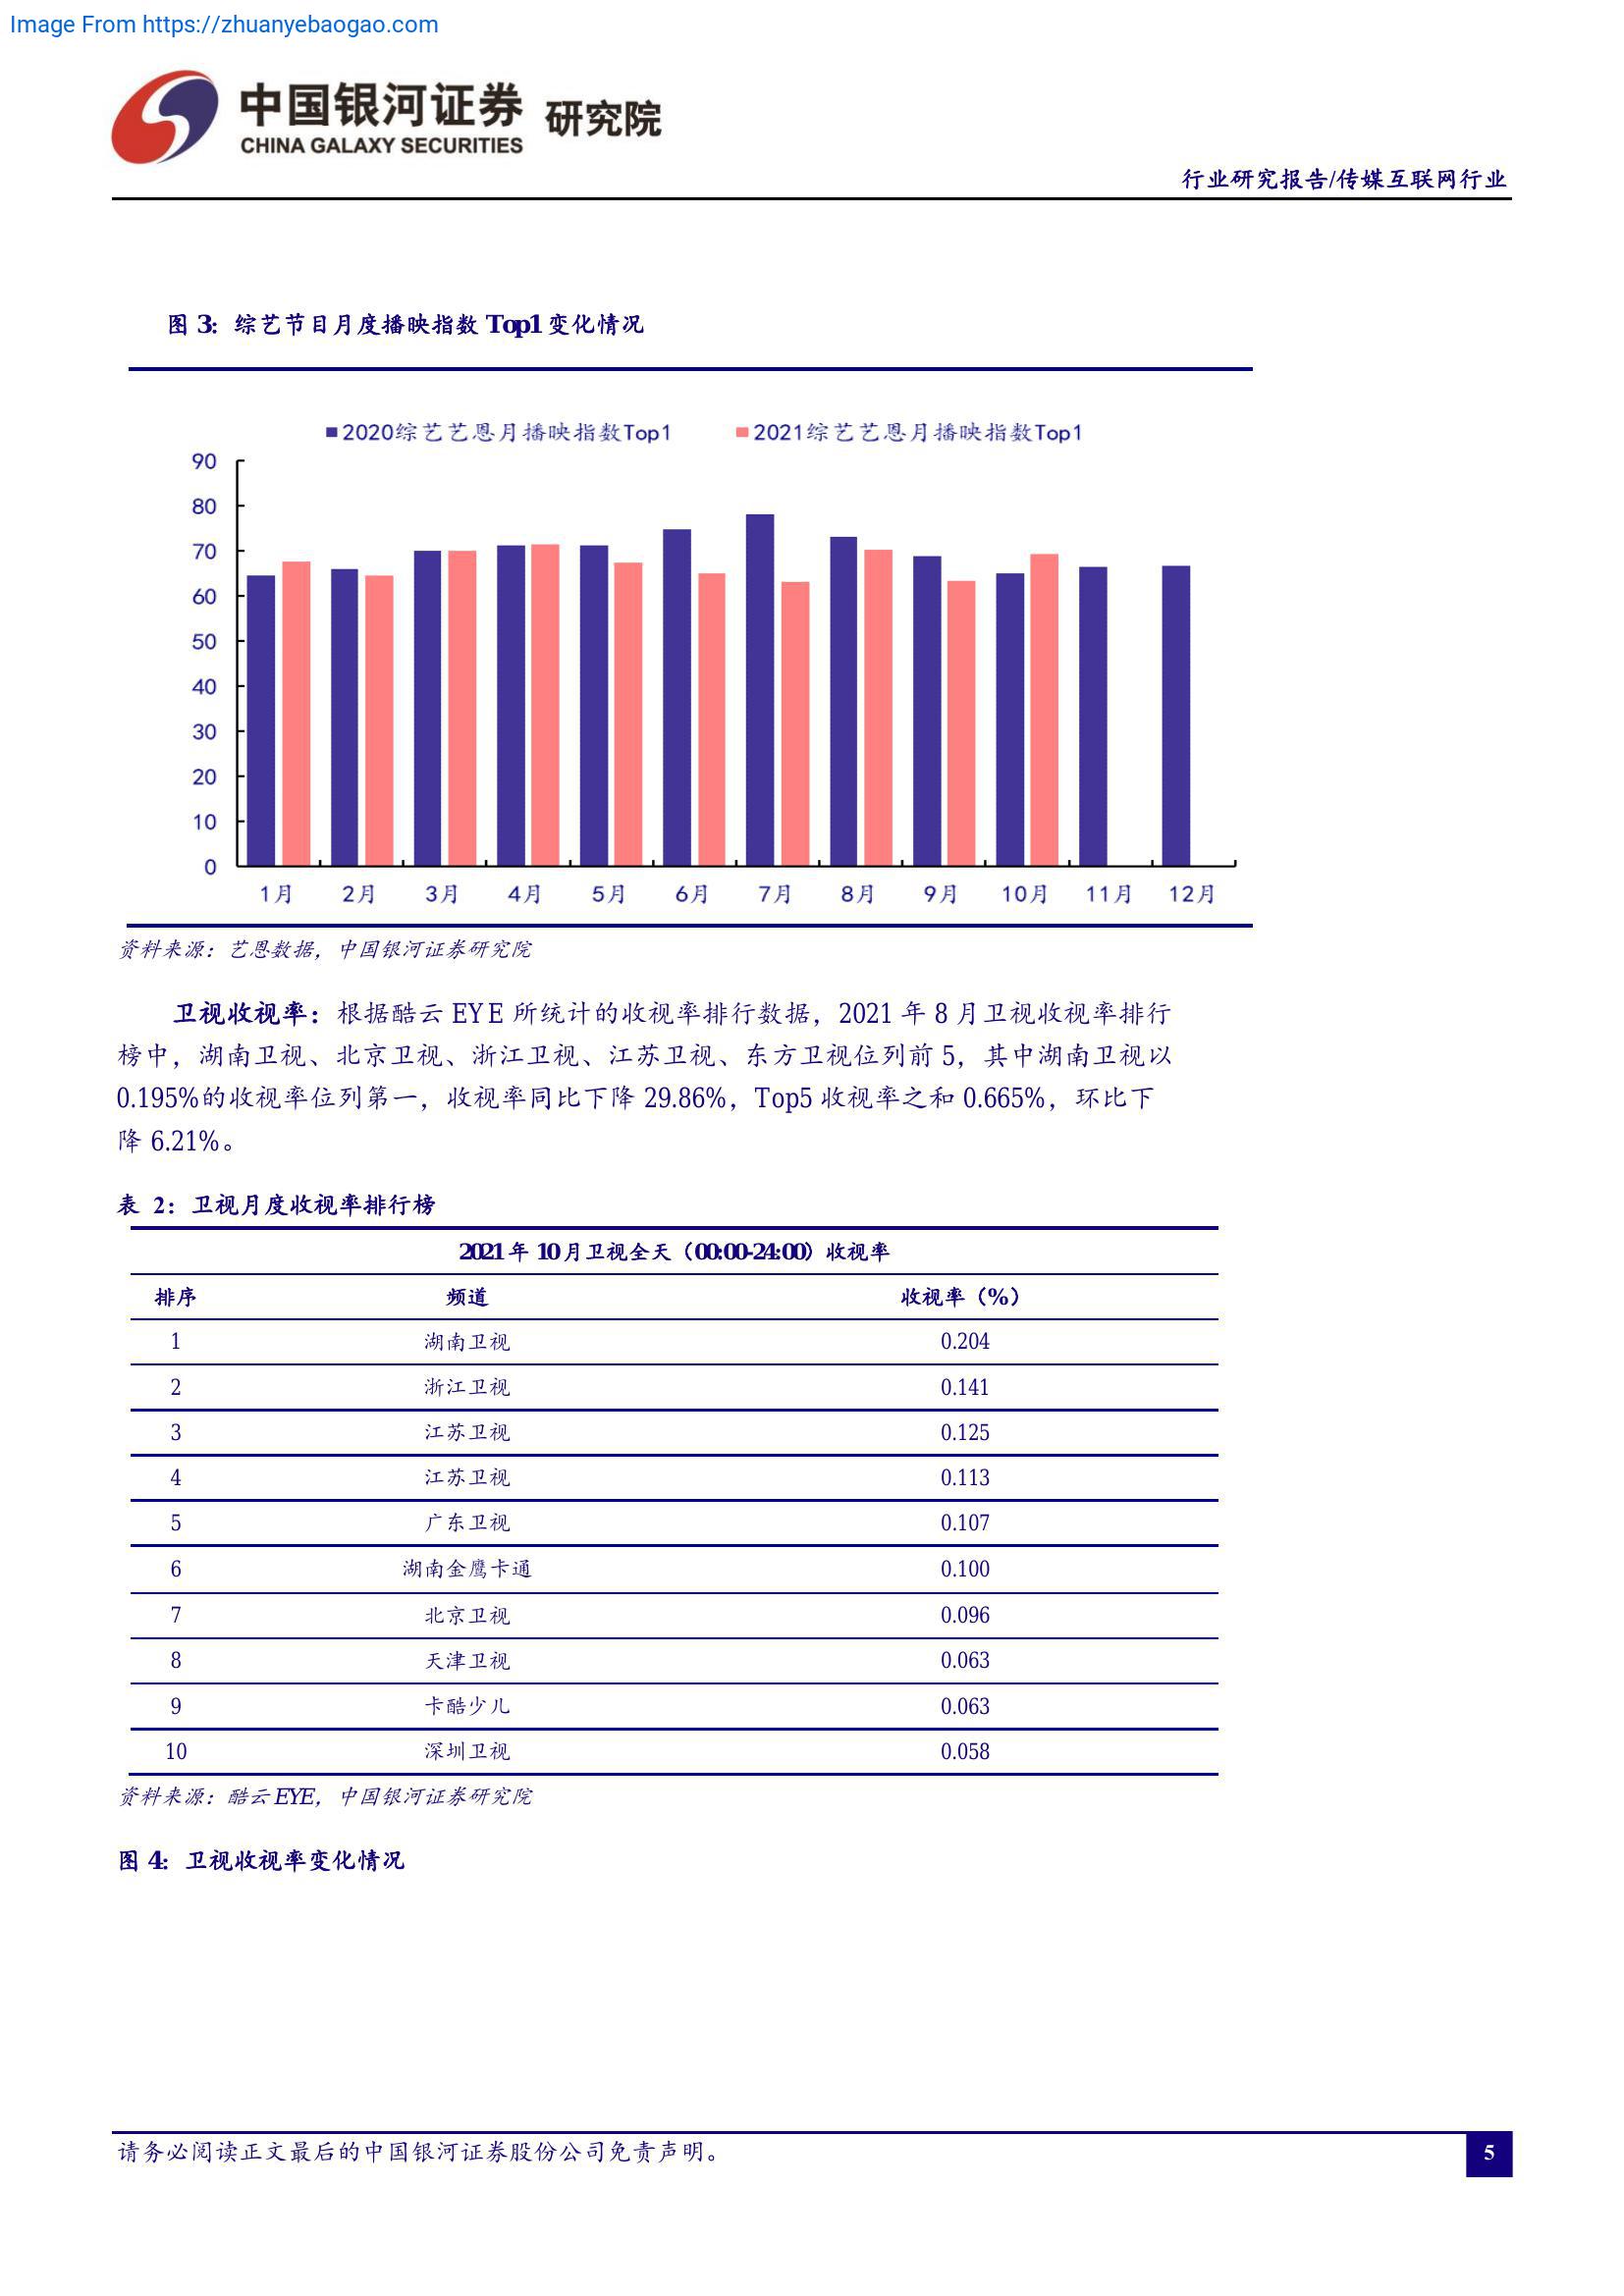 Image From https://zhuanyebaogao.com
中国银河证券 研究院
CHINA GALAXY SECURITIES
行业研究报告/传媒互联网行业
图 3：综艺节目月度播映指数 Top1 变化情况
2020综艺艺恩月播映指数Top1 2021综艺艺恩月播映指数Top1
90
80
70
60
50
40
30
20
10
0
1月 2月 3月 4月 5月 6月 7月 8月 9月 10月 11月 12月
资料来源：艺恩数据，中国银河证券研究院
卫视收视率：根据酷云 EYE 所统计的收视率排行数据，2021 年 8 月卫视收视率排行
榜中，湖南卫视、北京卫视、浙江卫视、江苏卫视、东方卫视位列前 5，其中湖南卫视以
0.195%的收视率位列第一，收视率同比下降 29.86%，Top5 收视率之和 0.665%，环比下
降 6.21%。
表 2：卫视月度收视率排行榜
2021 年 10 月卫视全天（00:00-24:00）收视率
排序 频道 收视率（%）
1 湖南卫视 0.204
2 浙江卫视 0.141
3 江苏卫视 0.125
4 江苏卫视 0.113
5 广东卫视 0.107
6 湖南金鹰卡通 0.100
7 北京卫视 0.096
8 天津卫视 0.063
9 卡酷少儿 0.063
10 深圳卫视 0.058
资料来源：酷云 EYE，中国银河证券研究院
图 4：卫视收视率变化情况
请务必阅读正文最后的中国银河证券股份公司免责声明。
5